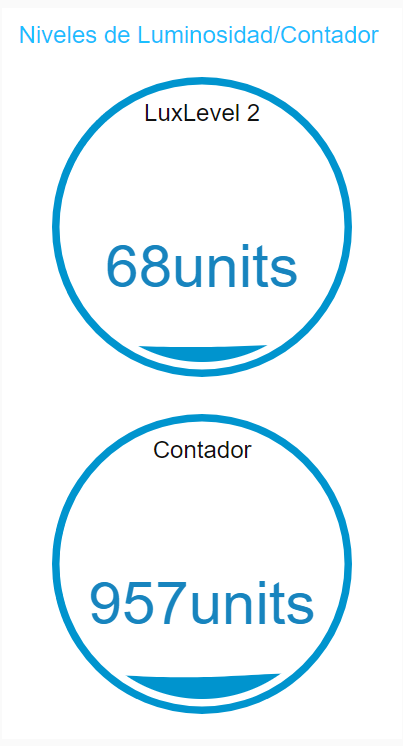 Niveles de Luminosidad/Contador
LuxLevel 2
68units
Contador
957units